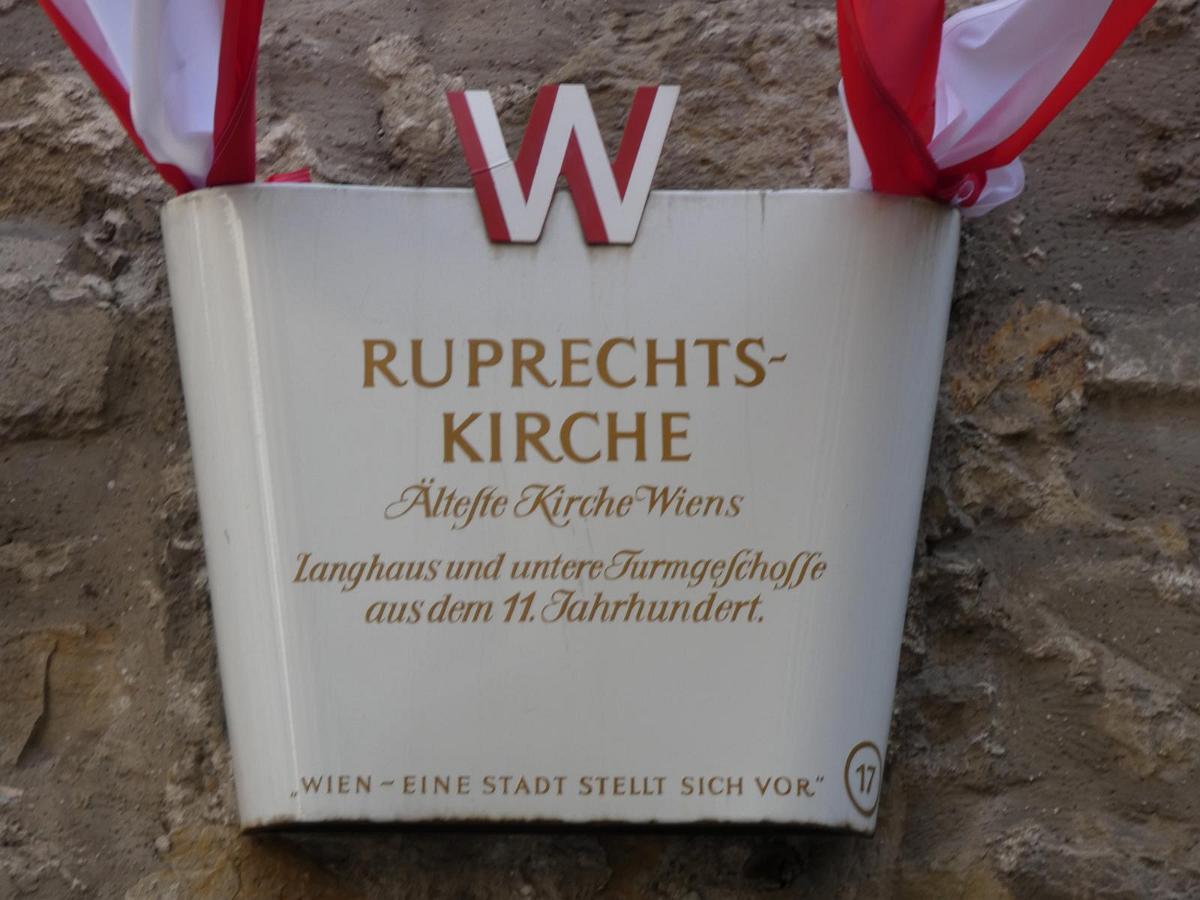 W
RUPRECHTS-
KIRCHE
Älteſte Kirche Wiens
Langhaus und untere Turmgeſchoſſe
aus dem 11. Jahrhundert.
„WIEN – EINE STADT STELLT SICH VOR“
17